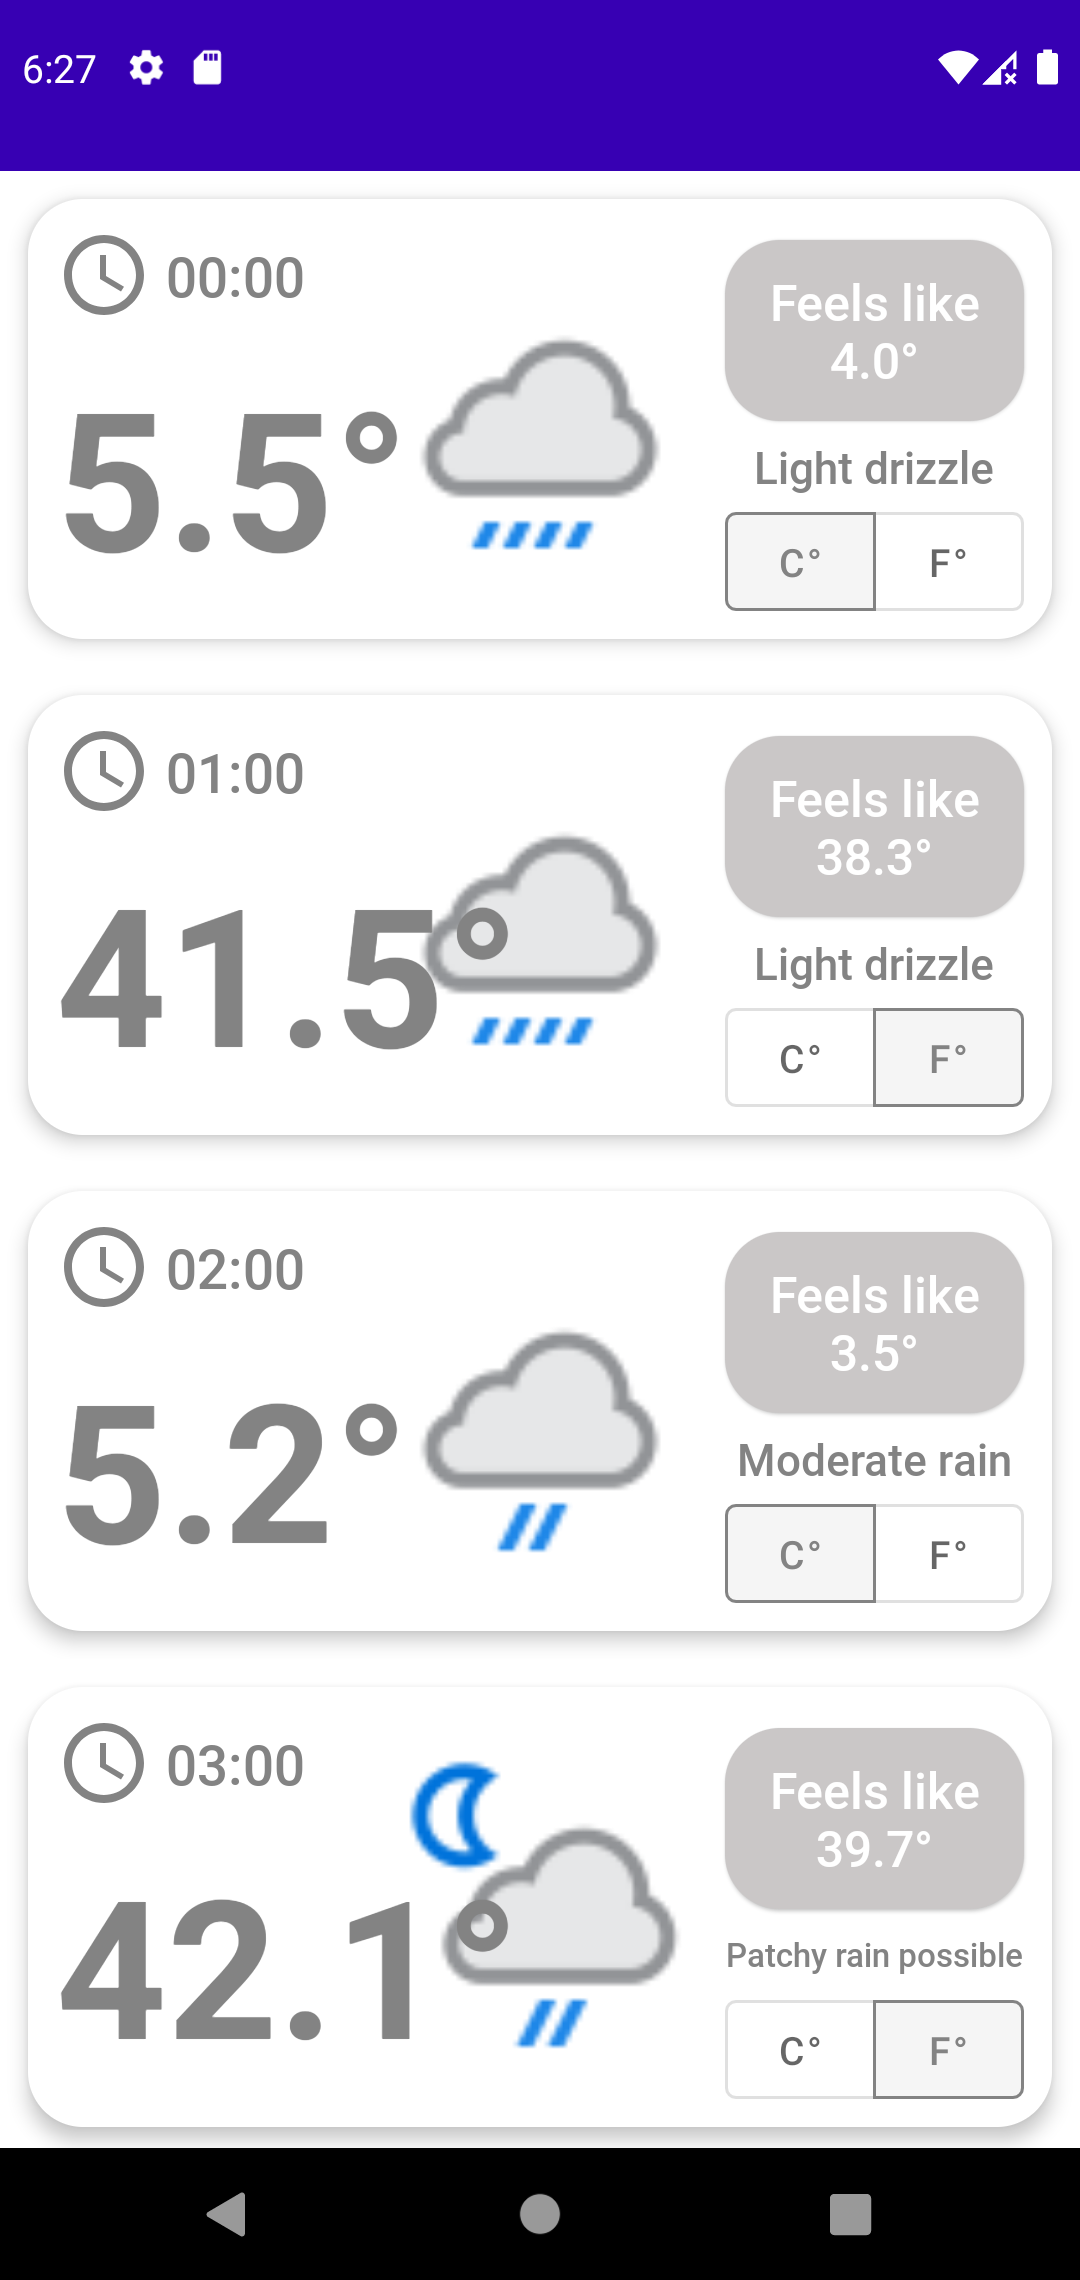 6:27
00:00
Feels like
4.0°
5.5°
Light drizzle
C° F°
01:00
Feels like
38.3°
41.5°
Light drizzle
C° F°
02:00
Feels like
3.5°
5.2°
Moderate rain
C° F°
03:00
Feels like
39.7°
42.1°
Patchy rain possible
C° F°